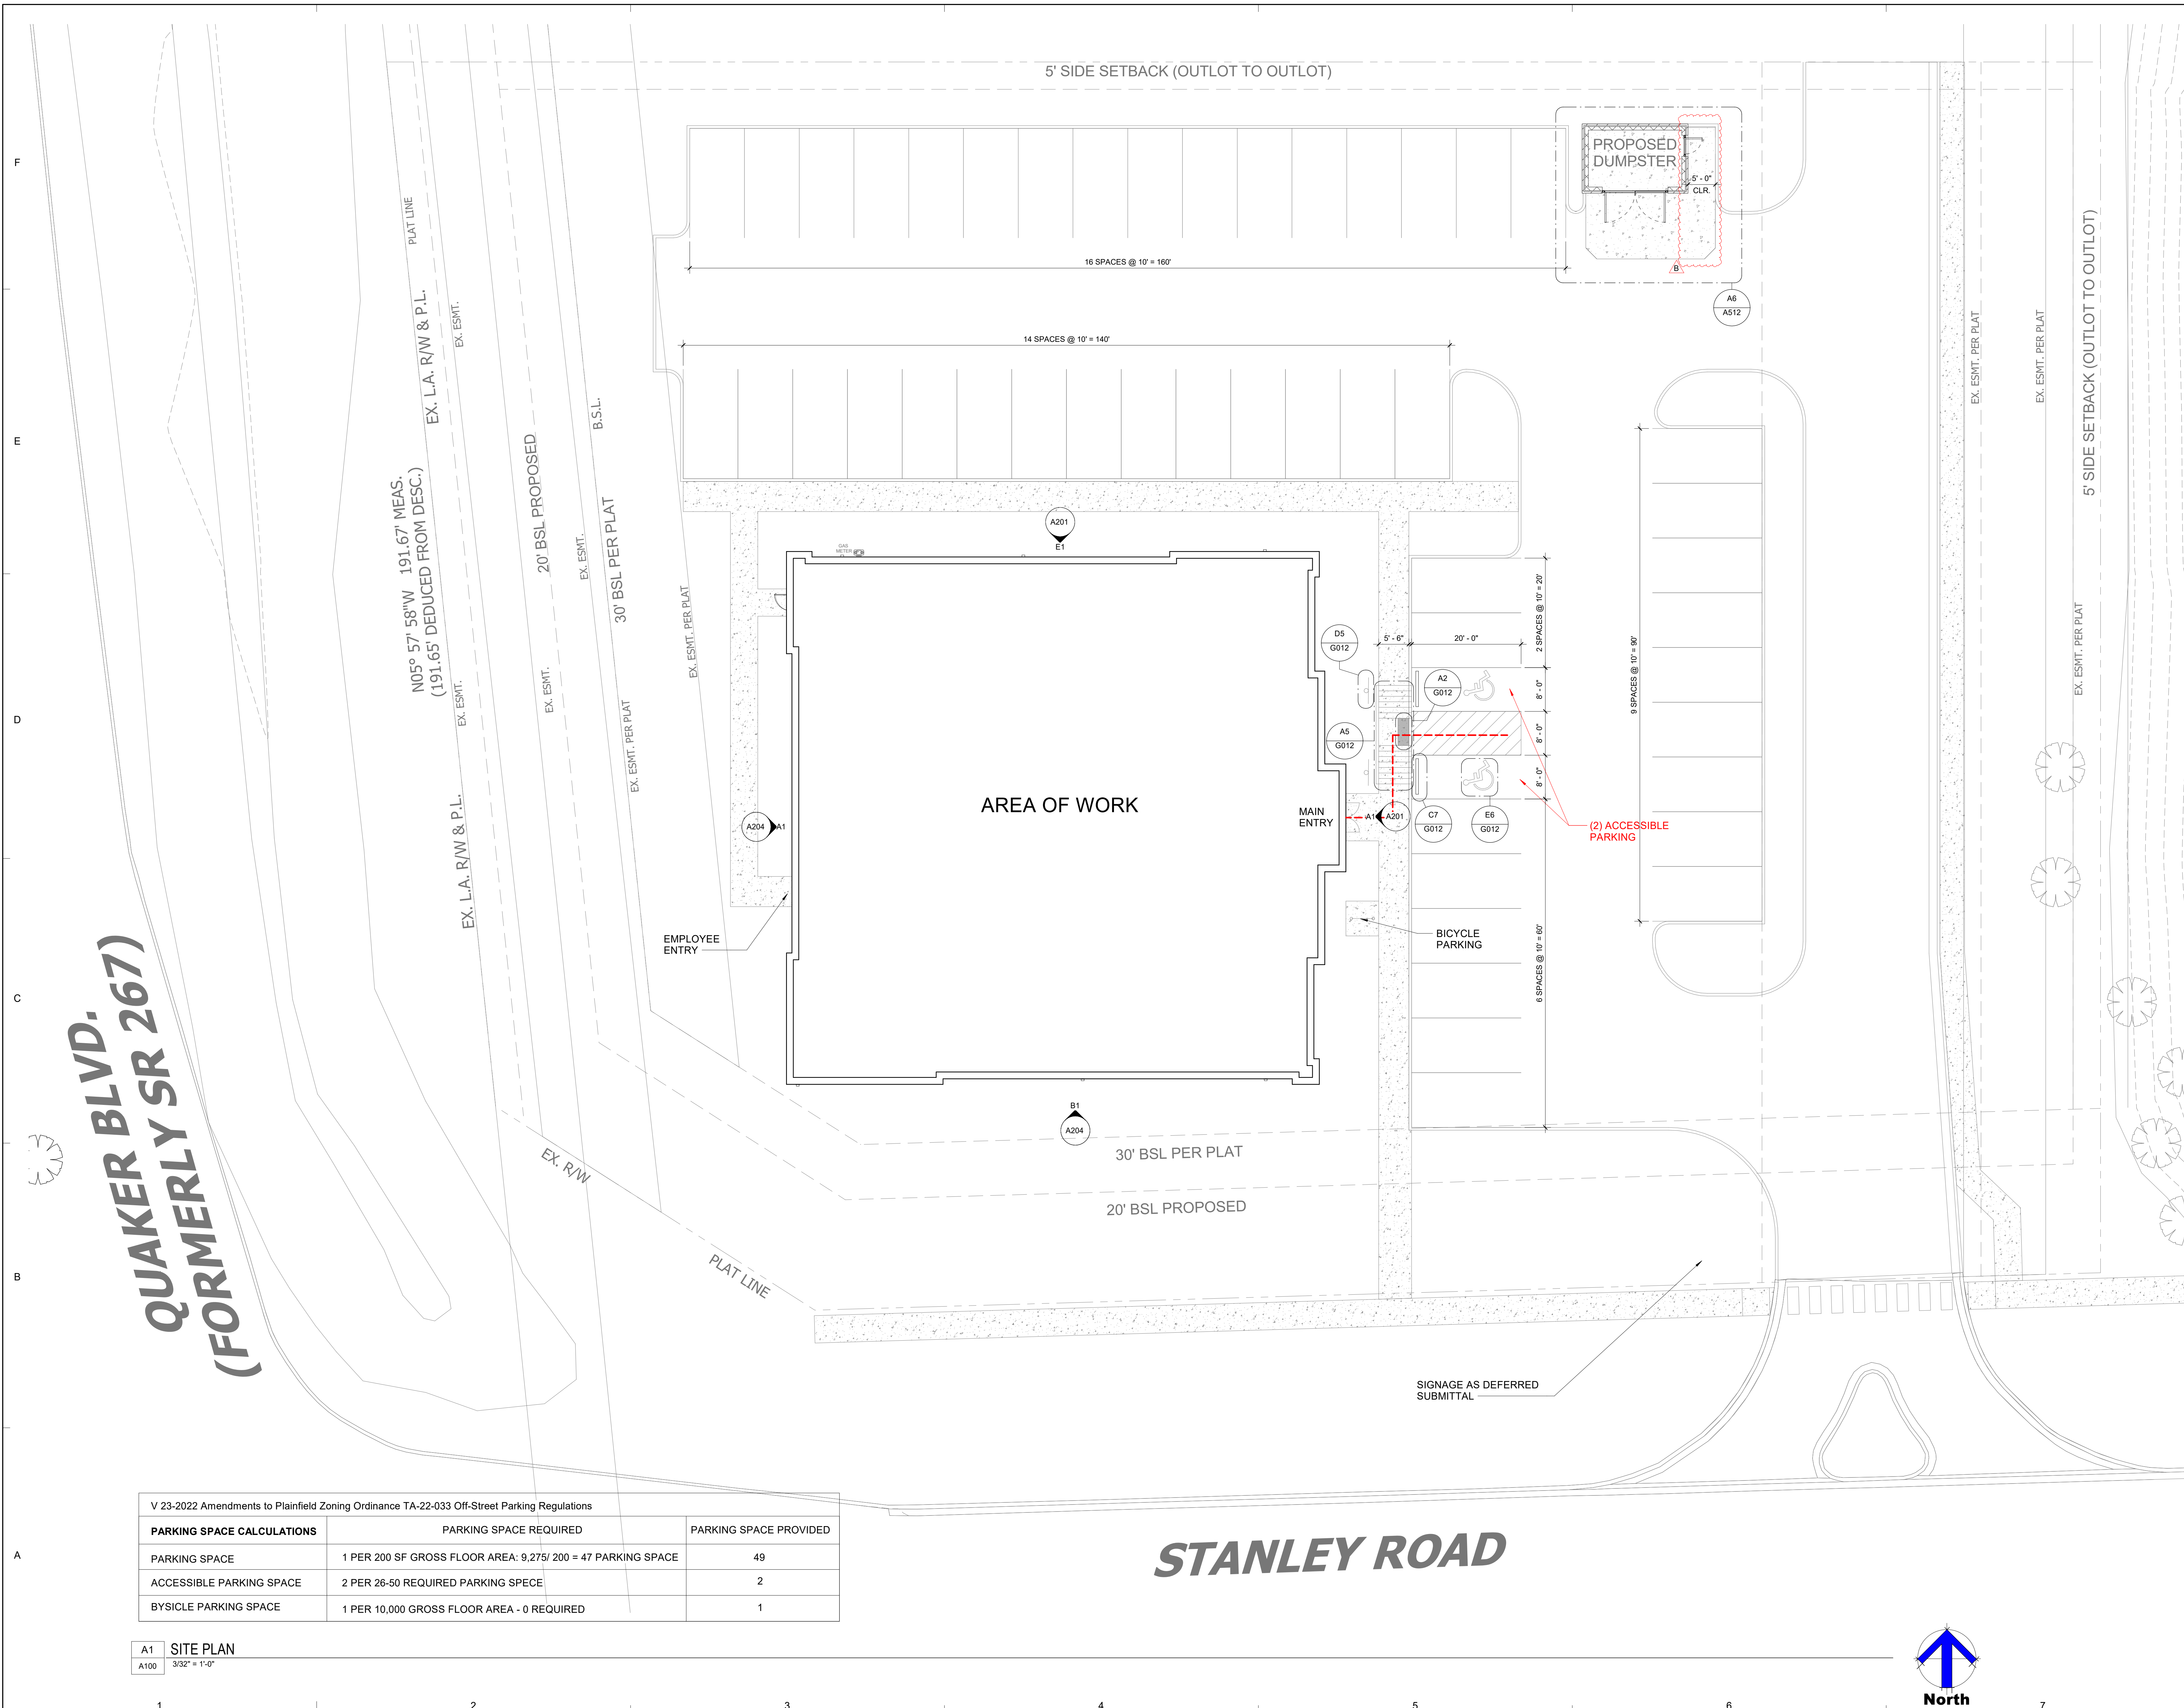 5' SIDE SETBACK (OUTLOT TO OUTLOT)
F
PROPOSED
DUMPSTER
5' - 0"
CLR.
B
A6
A512
16 SPACES @ 10' = 160'
14 SPACES @ 10' = 140'
PLAT LINE
EX. L.A. R/W & P.L.
EX. ESMT.
B.S.L.
EX. ESMT. PER PLAT
EX. ESMT. PER PLAT
5' SIDE SETBACK (OUTLOT TO OUTLOT)
E
N05° 57' 58"W 191.67' MEAS.
(191.65' DEDUCED FROM DESC.)
20' BSL PROPOSED
EX. ESMT.
30' BSL PER PLAT
EX. ESMT. PER PLAT
GAS
METER
A201
E1
2 SPACES @ 10' = 20'
9 SPACES @ 10' = 90'
EX. ESMT. PER PLAT
D5
G012
5' - 6"
20' - 0"
A2
G012
8' - 0"
8' - 0"
8' - 0"
D
EX. ESMT.
EX. ESMT.
EX. ESMT. PER PLAT
A5
G012
AREA OF WORK
MAIN
ENTRY
A204
A1
A1
A201
C7
G012
E6
G012
(2) ACCESSIBLE
PARKING
EX. L.A. R/W & P.L.
EMPLOYEE
ENTRY
BICYCLE
PARKING
6 SPACES @ 10' = 60'
C
QUAKER BLVD.
(FORMERLY SR 267)
B1
A204
EX. R/W
30' BSL PER PLAT
20' BSL PROPOSED
B
PLAT LINE
SIGNAGE AS DEFERRED
SUBMITTAL
V 23-2022 Amendments to Plainfield Zoning Ordinance TA-22-033 Off-Street Parking Regulations
PARKING SPACE CALCULATIONS PARKING SPACE REQUIRED PARKING SPACE PROVIDED
A
PARKING SPACE 1 PER 200 SF GROSS FLOOR AREA: 9,275/ 200 = 47 PARKING SPACE 49
ACCESSIBLE PARKING SPACE 2 PER 26-50 REQUIRED PARKING SPECE 2
BYSICLE PARKING SPACE 1 PER 10,000 GROSS FLOOR AREA - 0 REQUIRED 1
STANLEY ROAD
A1 SITE PLAN
A100 3/32" = 1'-0"
North
1 2 3 4 5 6 7